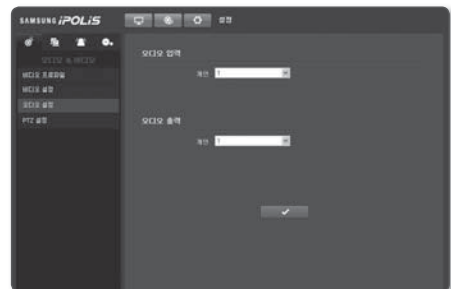 SAMSUNG iPOLiS
설정
오디오 & 비디오
비디오 프로파일
비디오 설정
오디오 설정
PTZ 설정
오디오 입력
게인 1
오디오 출력
게인 1